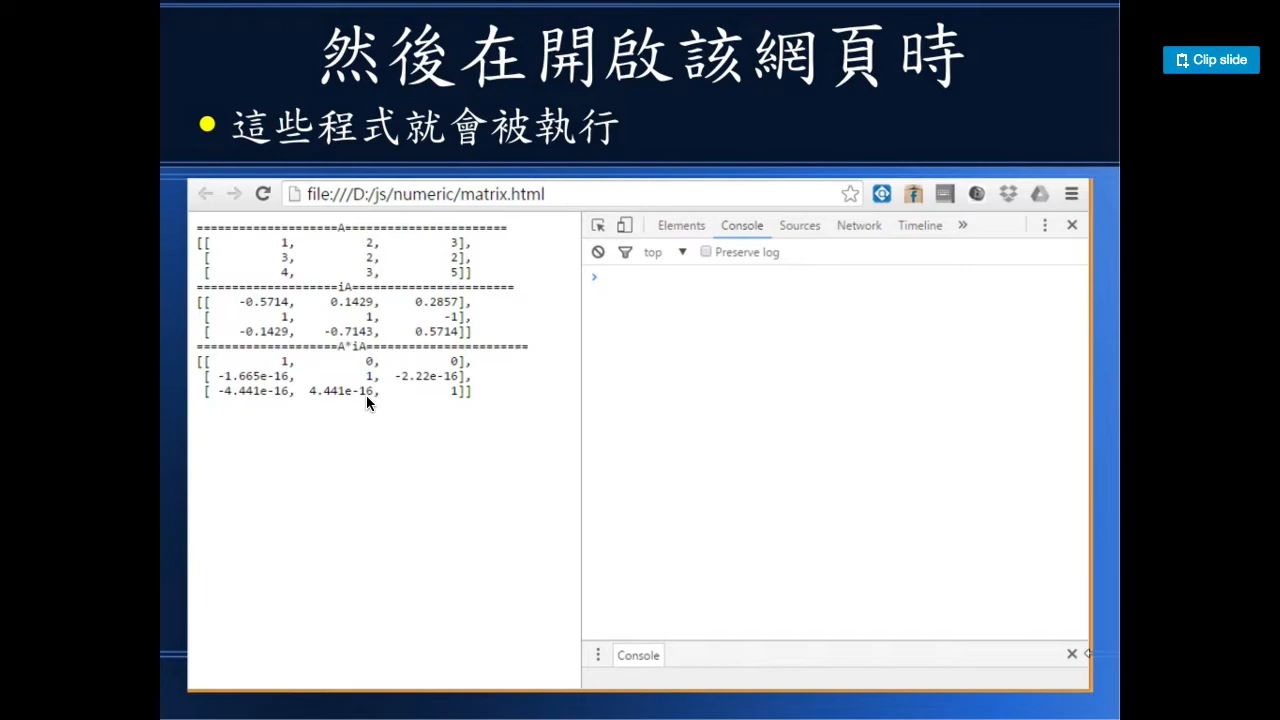 然後在開啟該網頁時
Clip slide
這些程式就會被執行
file:///D:/js/numeric/matrix.html
Elements Console Sources Network Timeline »
top ▼ Preserve log
>
====================A=======================
[[          1,          2,          3],
 [          3,          2,          2],
 [          4,          3,          5]]
====================iA=======================
[[    -0.5714,     0.1429,     0.2857],
 [          1,          1,         -1],
 [    -0.1429,    -0.7143,     0.5714]]
====================A*iA=======================
[[          1,          0,          0],
 [ -1.665e-16,          1,  -2.22e-16],
 [ -4.441e-16,  4.441e-16,          1]]
Console